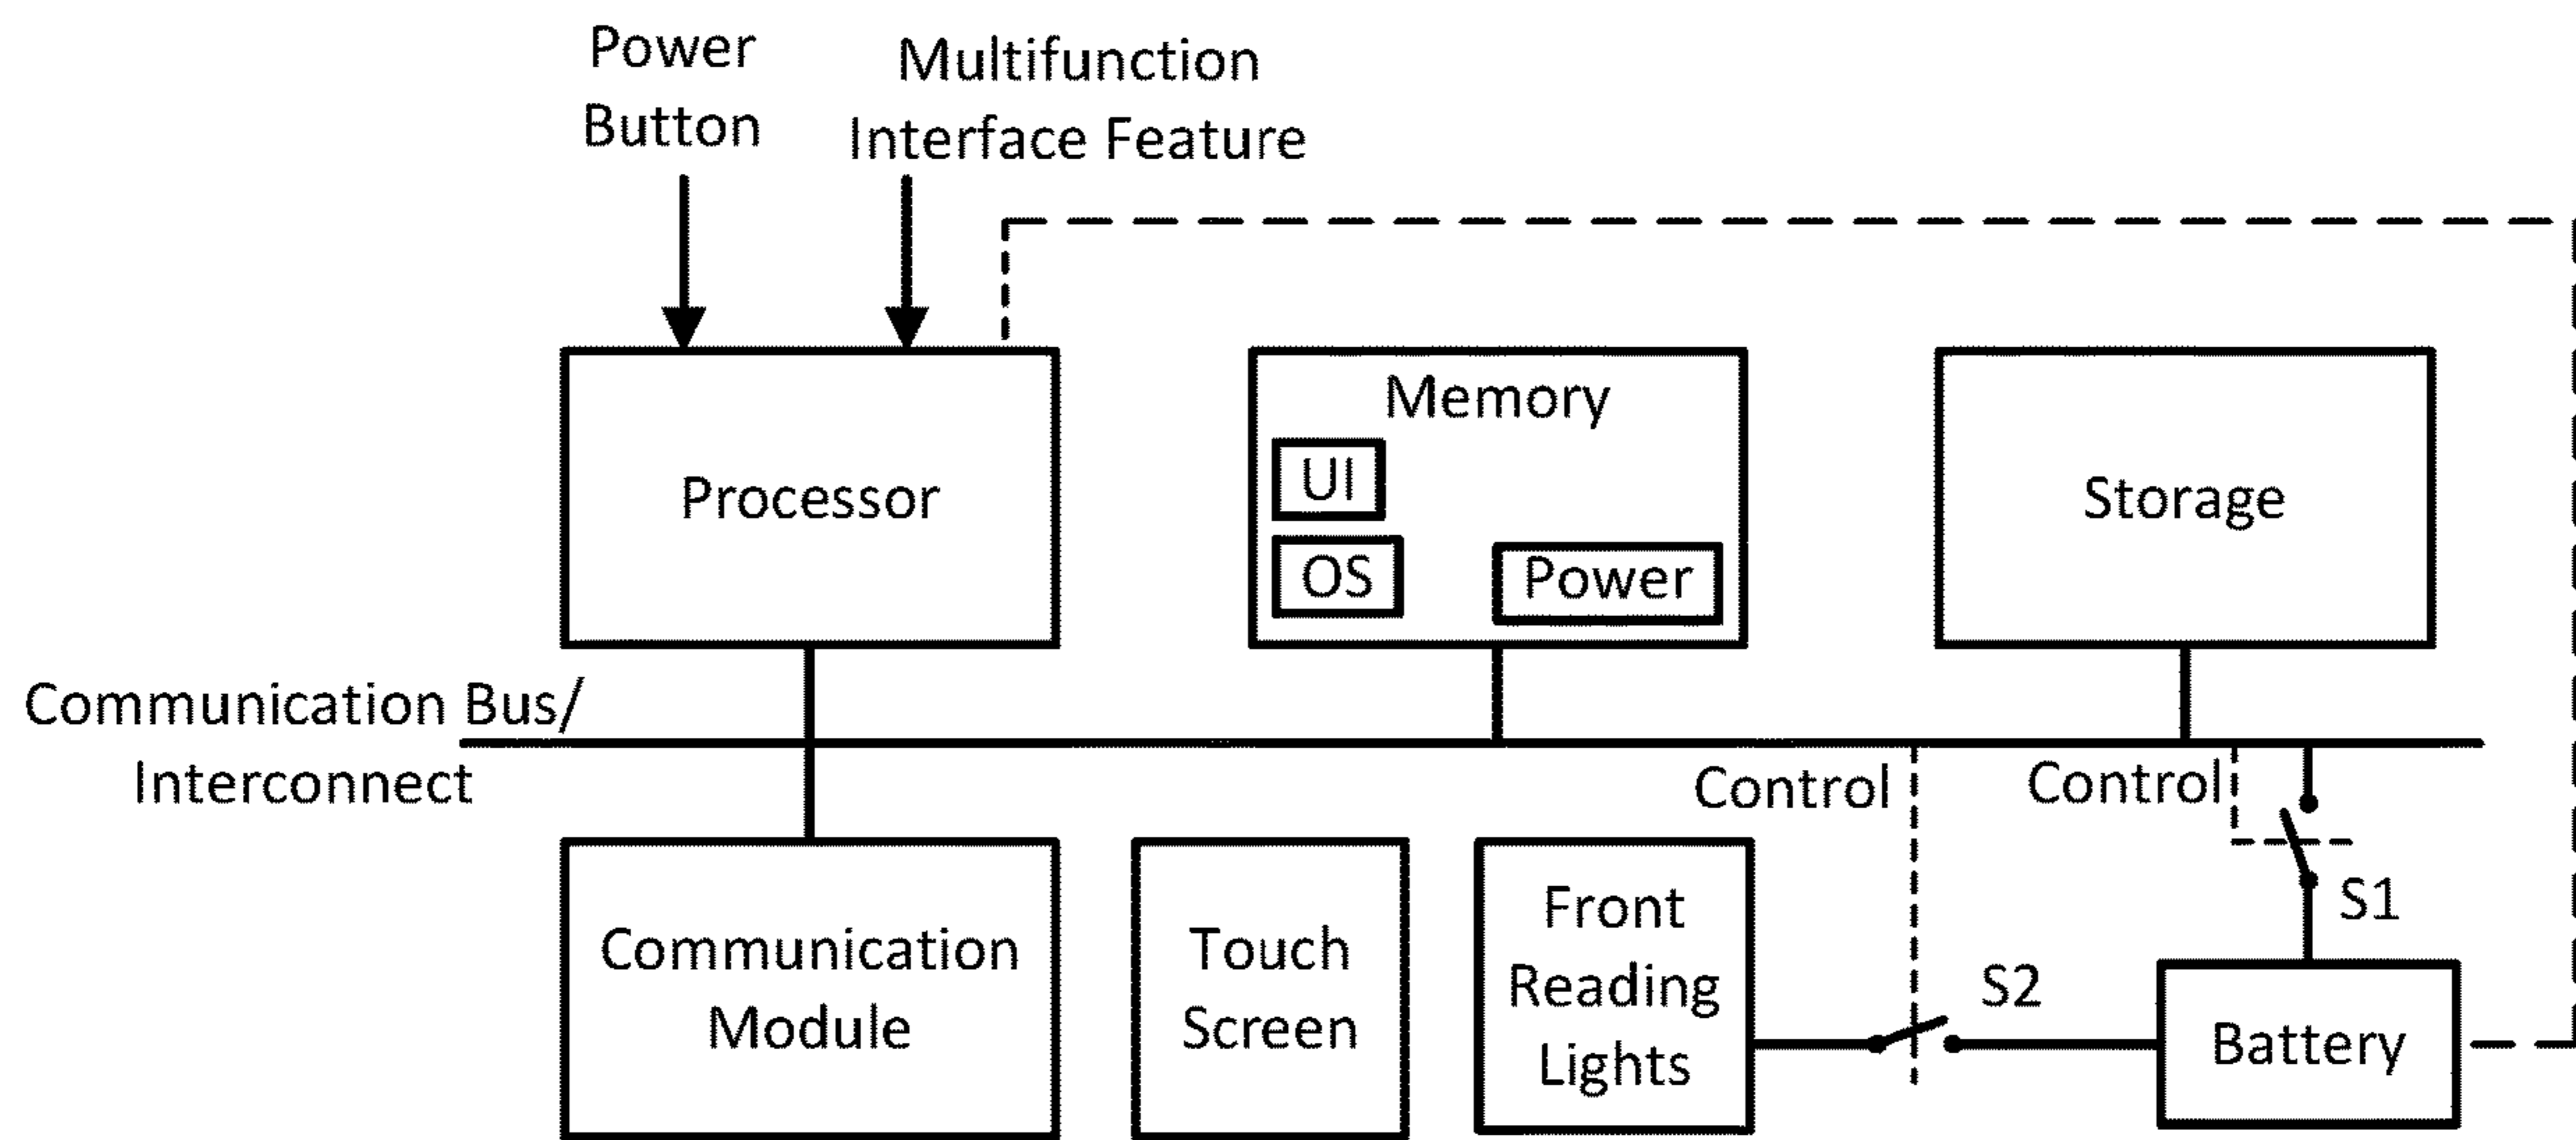 Power
Button
Multifunction
Interface Feature
Processor
Memory
UI
OS
Power
Storage
Communication Bus/
Interconnect
Control
Control
S1
Communication
Module
Touch
Screen
Front
Reading
Lights
S2
Battery